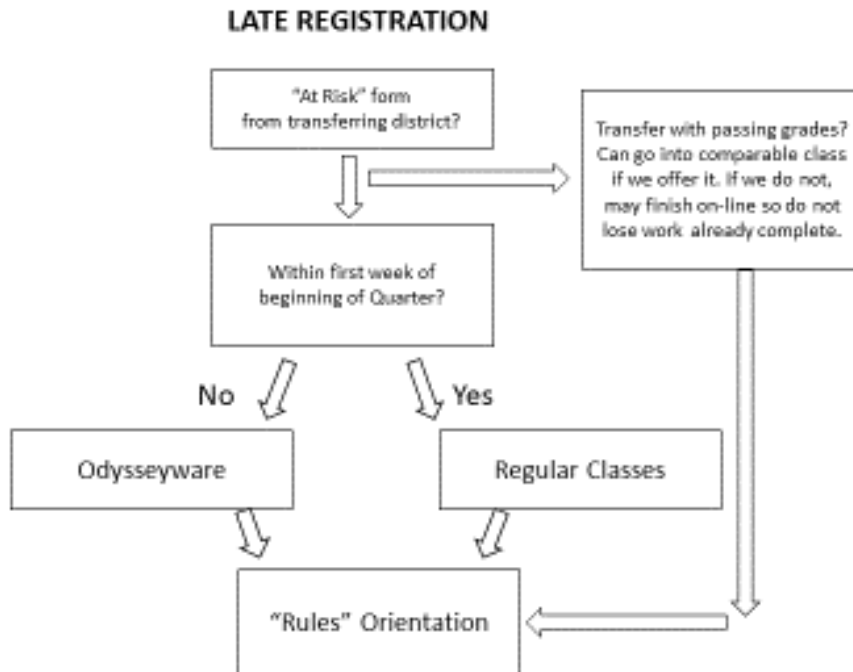 LATE REGISTRATION
“At Risk” form
from transferring district?
Transfer with passing grades?
Can go into comparable class
if we offer it. If we do not,
may finish on-line so do not
lose work already complete.
Within first week of
beginning of Quarter?
No
Yes
Odysseyware
Regular Classes
“Rules” Orientation